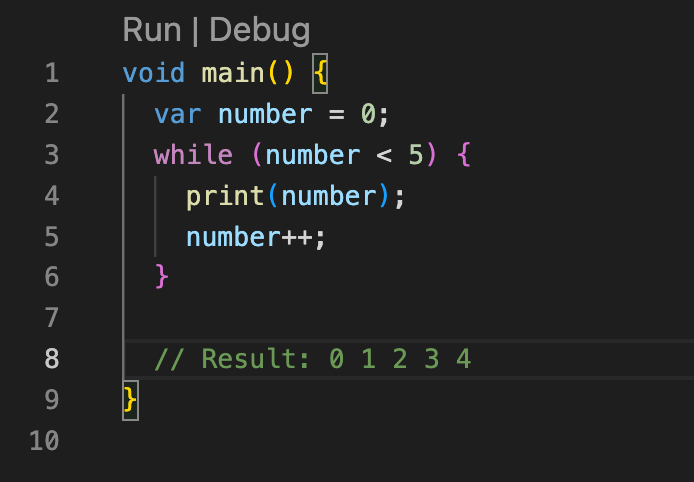 Run | Debug
1 void main() {
2   var number = 0;
3   while (number < 5) {
4     print(number);
5     number++;
6   }
7
8   // Result: 0 1 2 3 4
9 }
10